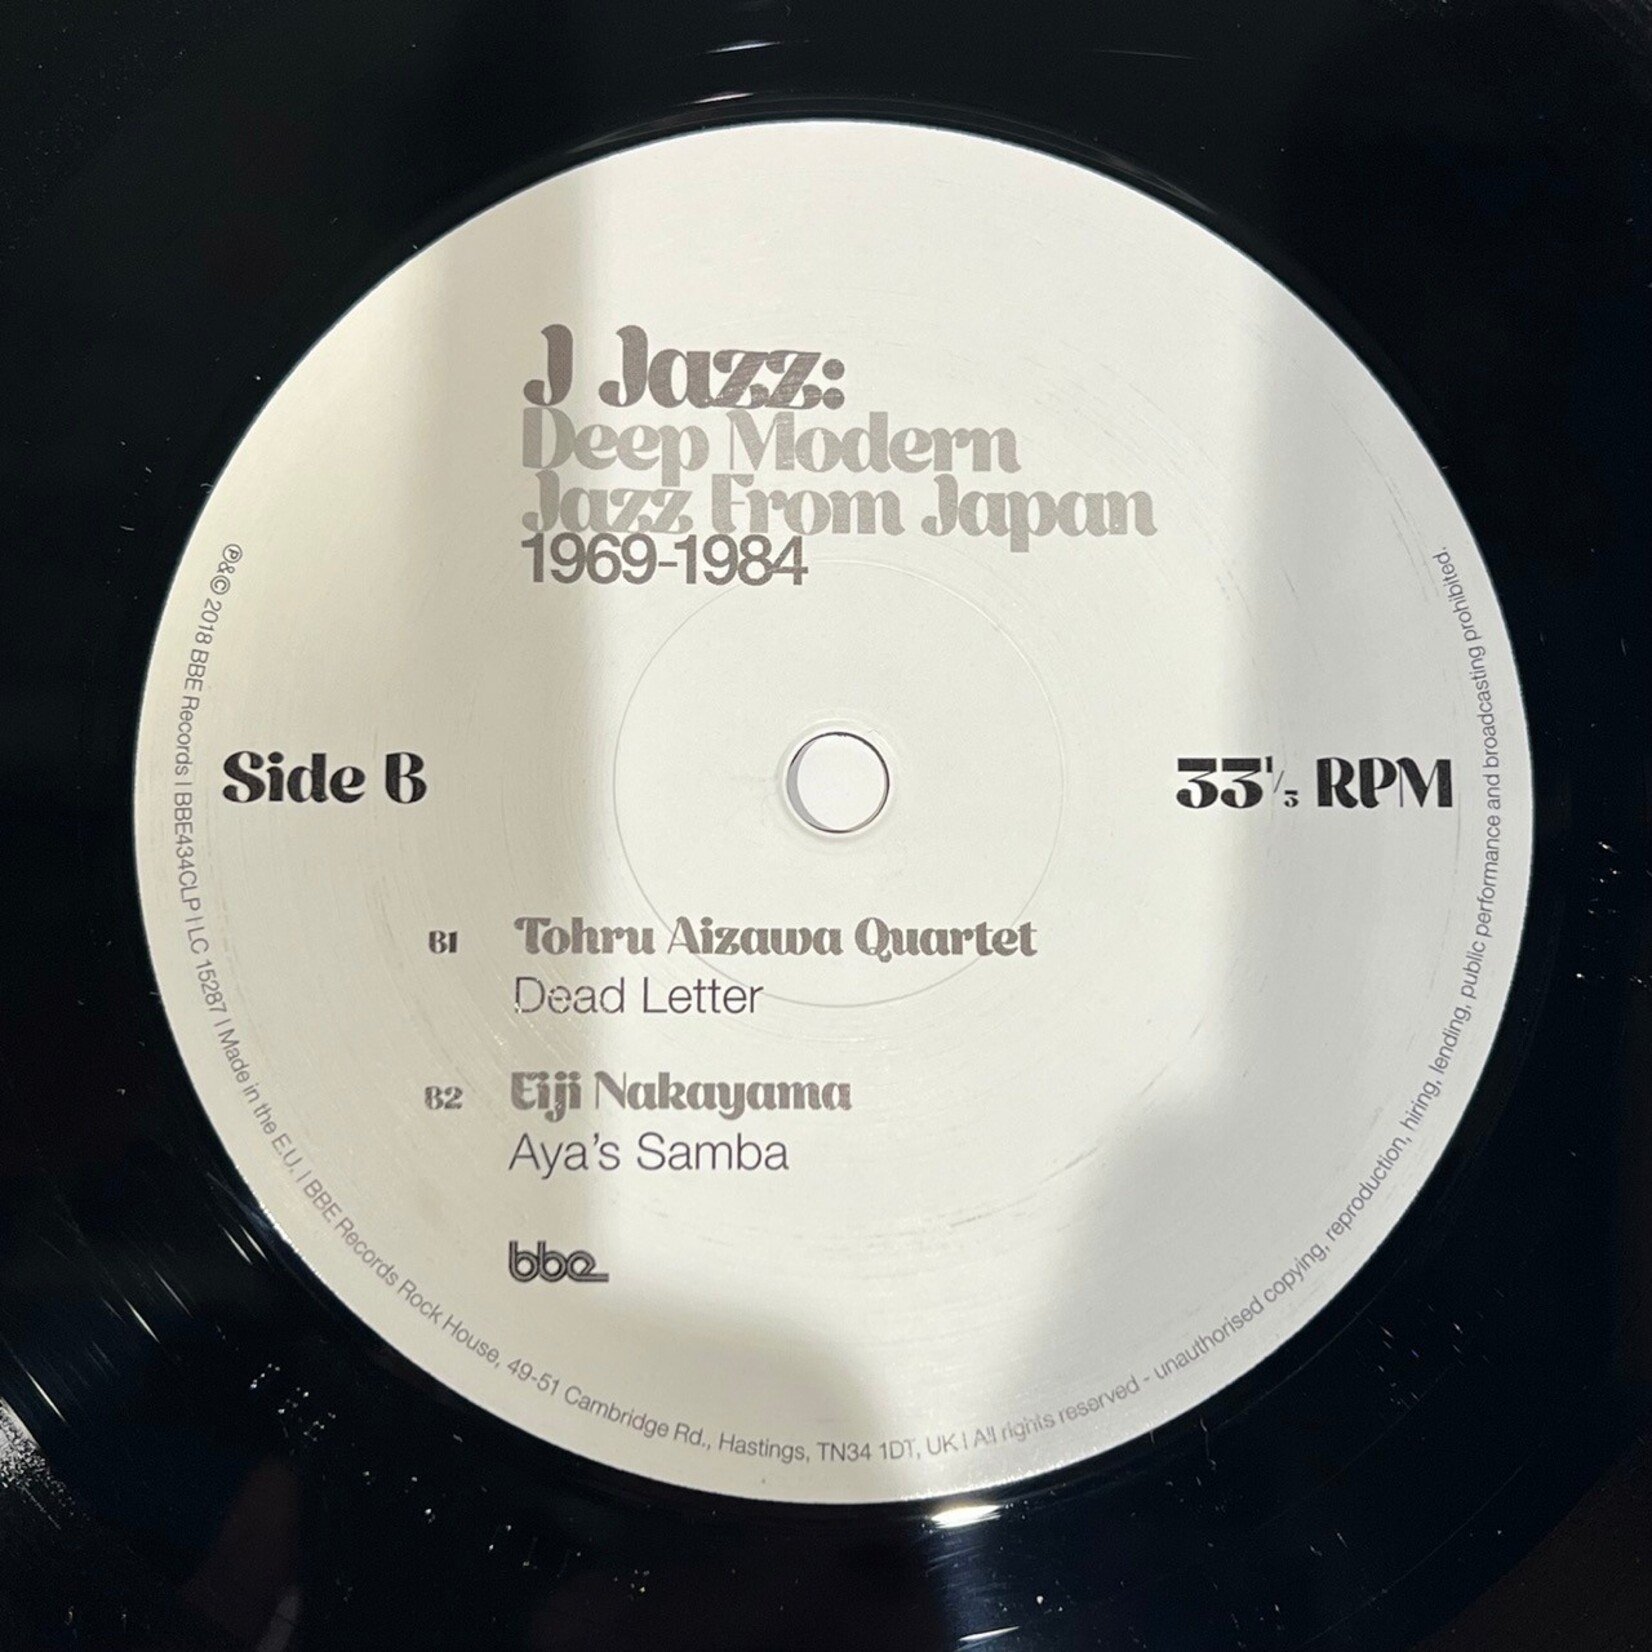 J Jazz:
Deep Modern
Jazz From Japan
1969-1984
Side B
33 1/3 RPM
B1 Tohru Aizawa Quartet
Dead Letter
B2 Eiji Nakayama
Aya's Samba
bbe
℗&© 2018 BBE Records | BBE434CLP | LC 15287 | Made in the E.U. | BBE Records Rock House, 49-51 Cambridge Rd., Hastings, TN34 1DT, UK | All rights reserved - unauthorised copying, reproduction, hiring, lending, public performance and broadcasting prohibited.